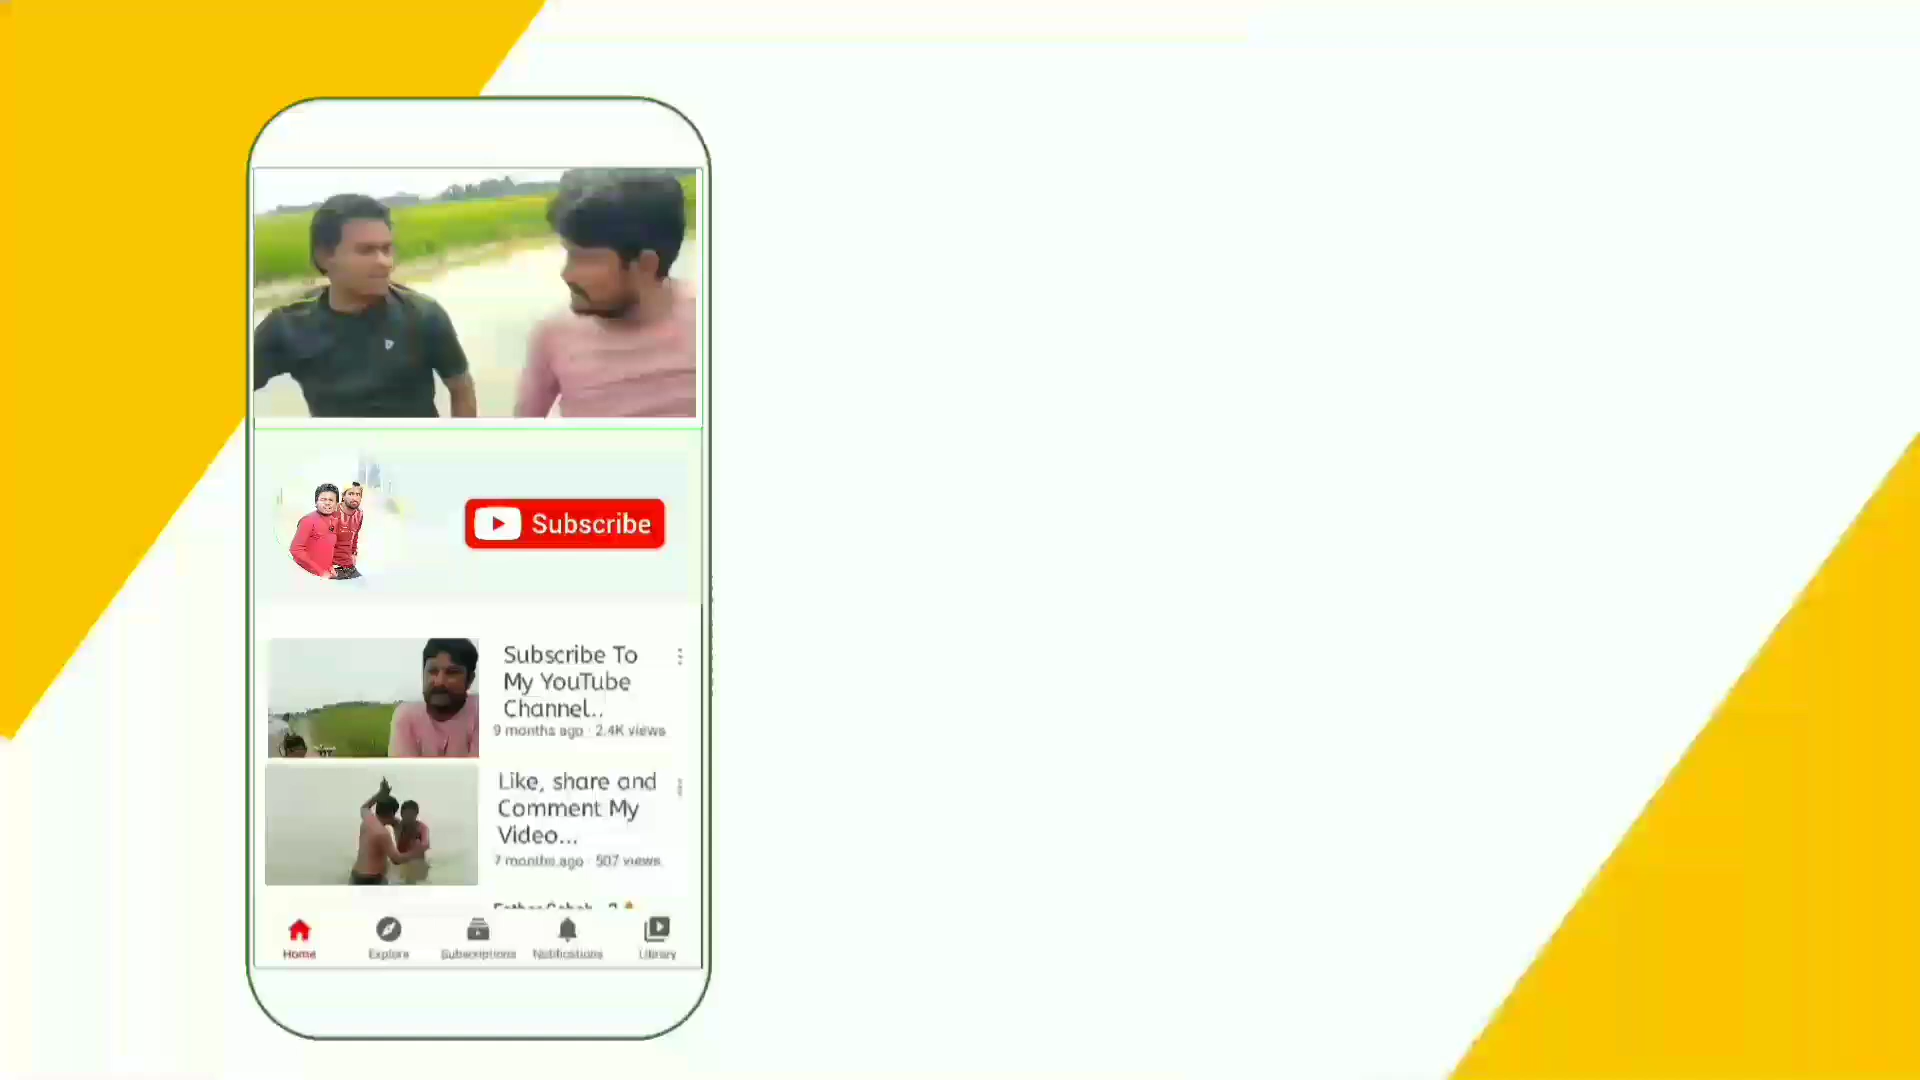 Subscribe
Subscribe To
My YouTube
Channel..
9 months ago · 2.4K views
Like, share and
Comment My
Video...
7 months ago · 507 views
Home
Explore
Subscriptions
Notifications
Library